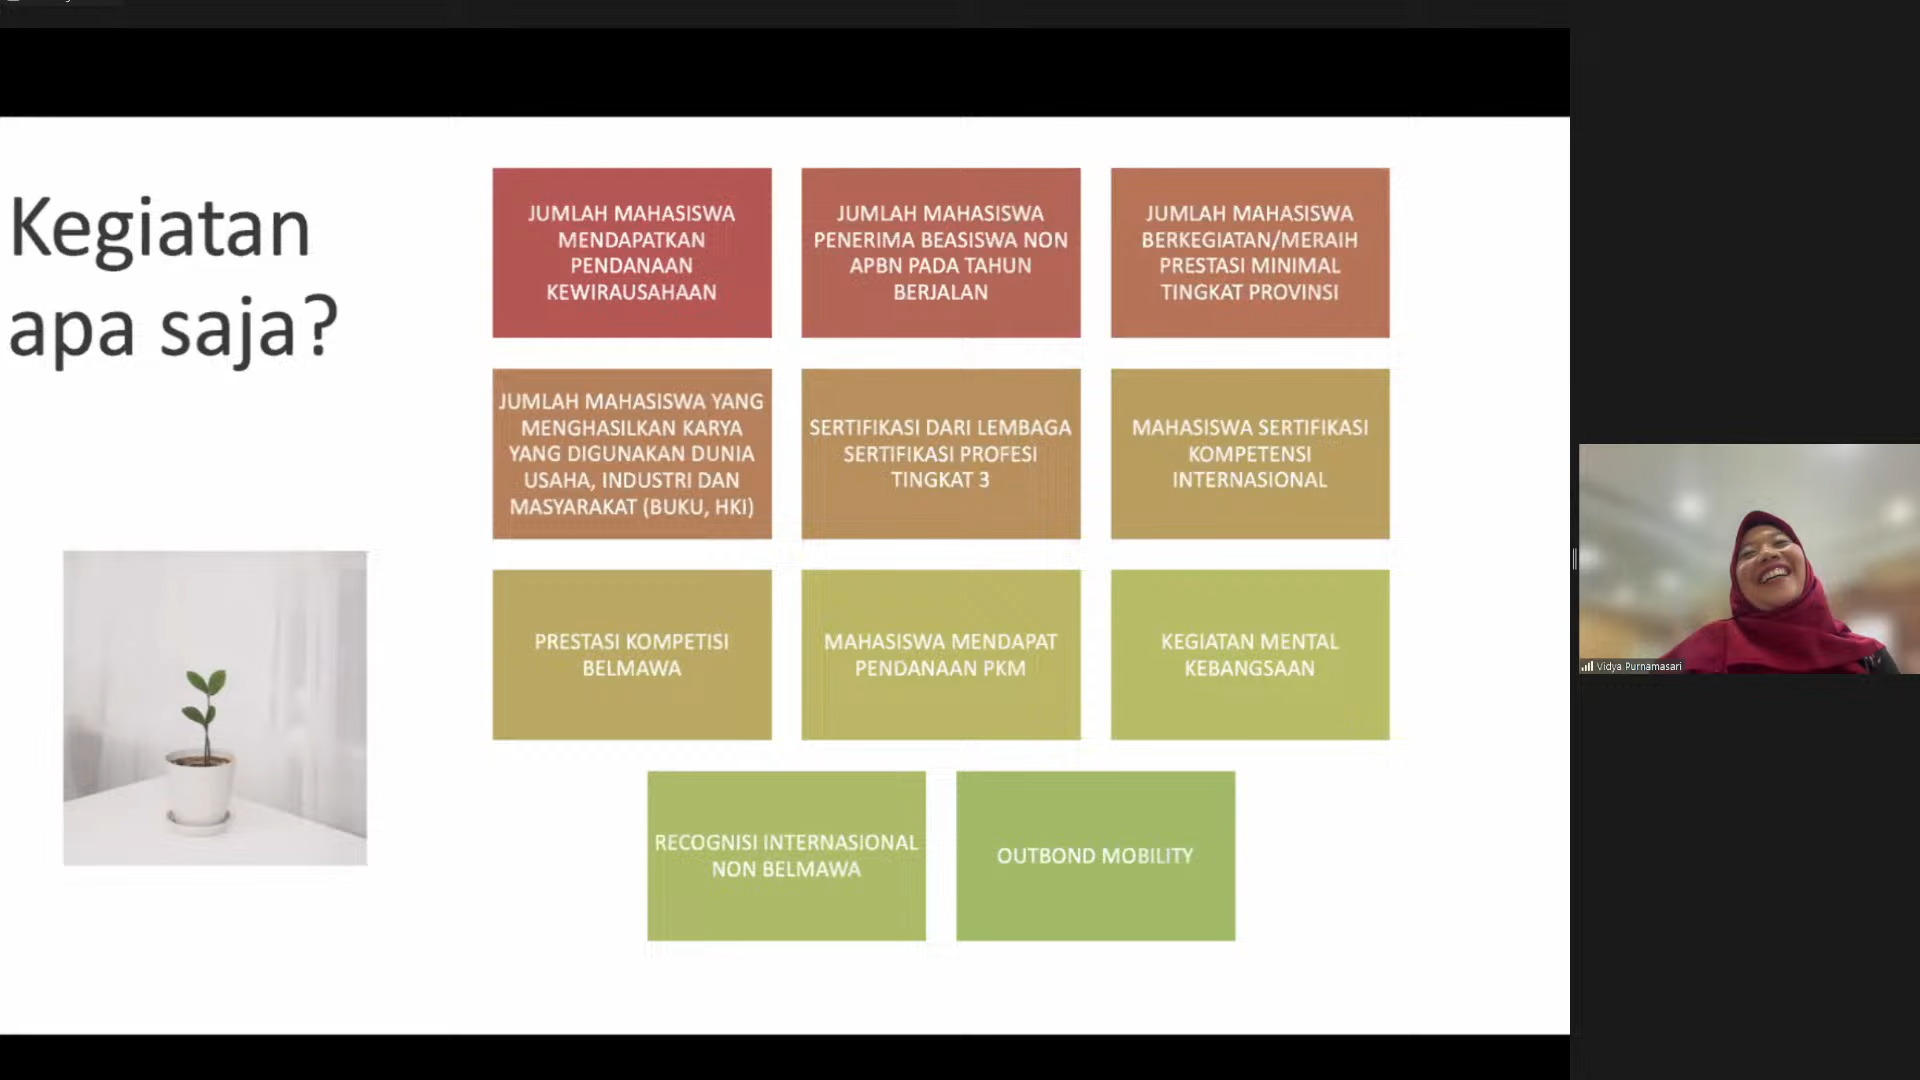 Kegiatan
apa saja?
JUMLAH MAHASISWA
MENDAPATKAN
PENDANAAN
KEWIRAUSAHAAN
JUMLAH MAHASISWA
PENERIMA BEASISWA NON
APBN PADA TAHUN
BERJALAN
JUMLAH MAHASISWA
BERKEGIATAN/MERAIH
PRESTASI MINIMAL
TINGKAT PROVINSI
JUMLAH MAHASISWA YANG
MENGHASILKAN KARYA
YANG DIGUNAKAN DUNIA
USAHA, INDUSTRI DAN
MASYARAKAT (BUKU, HKI)
SERTIFIKASI DARI LEMBAGA
SERTIFIKASI PROFESI
TINGKAT 3
MAHASISWA SERTIFIKASI
KOMPETENSI
INTERNASIONAL
PRESTASI KOMPETISI
BELMAWA
MAHASISWA MENDAPAT
PENDANAAN PKM
KEGIATAN MENTAL
KEBANGSAAN
RECOGNISI INTERNASIONAL
NON BELMAWA
OUTBOND MOBILITY
Vidya Purnamasari